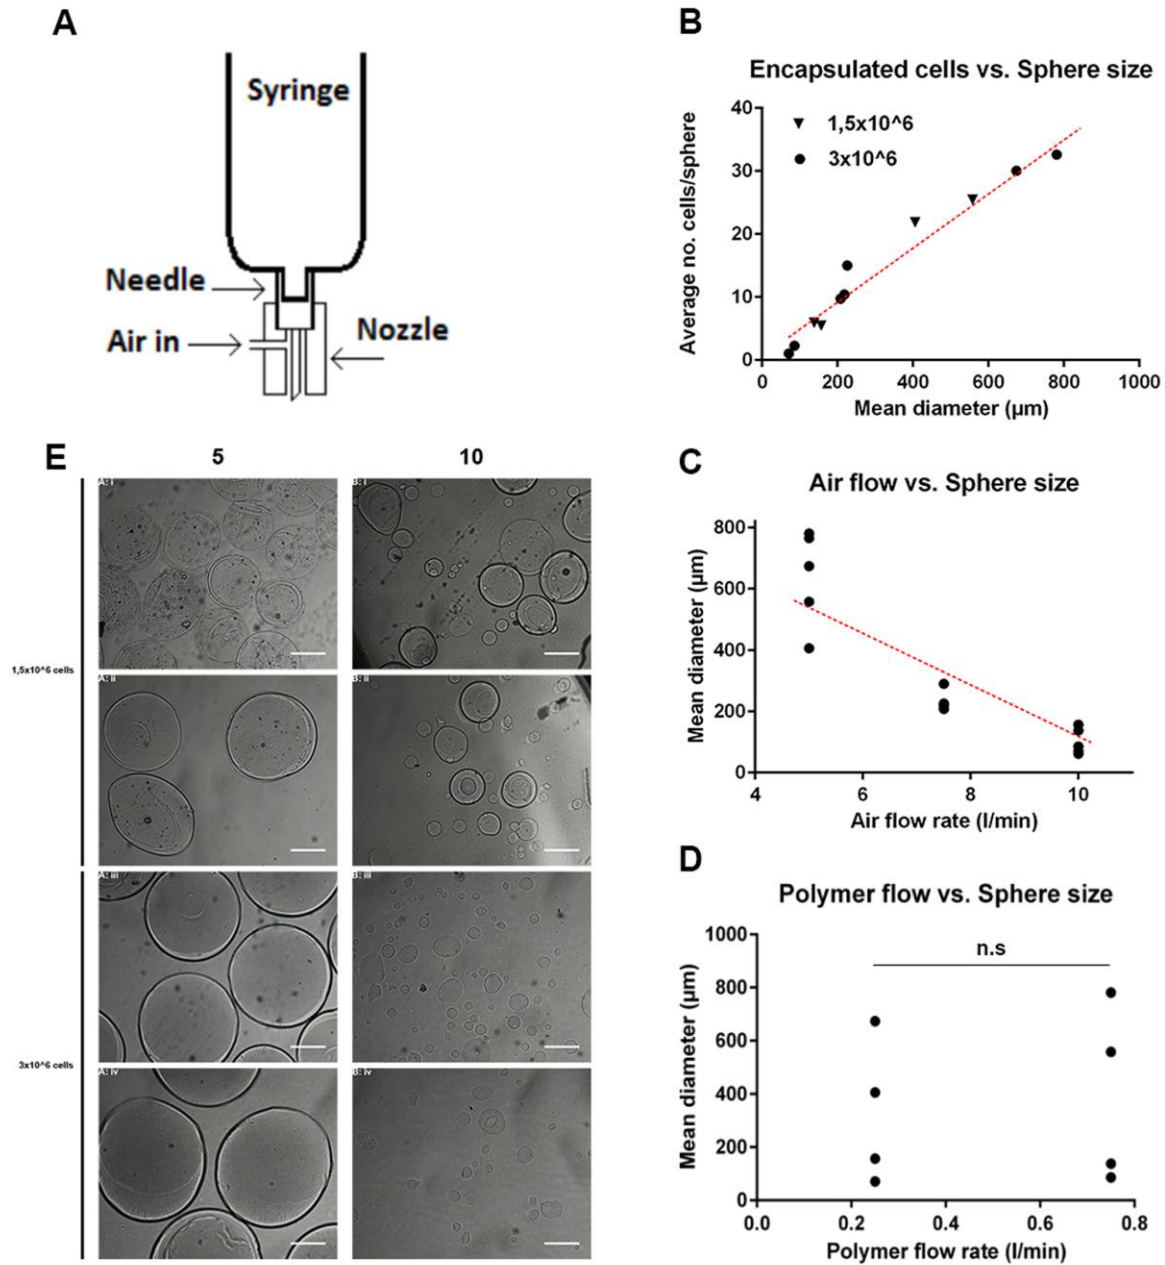 A
Syringe
Needle
Air in
Nozzle
B
Encapsulated cells vs. Sphere size
Average no. cells/sphere
40
30
20
10
0
1,5x10^6
3x10^6
0 200 400 600 800 1000
Mean diameter (µm)
C
Air flow vs. Sphere size
Mean diameter (µm)
800
600
400
200
0
4 6 8 10
Air flow rate (l/min)
D
Polymer flow vs. Sphere size
n.s
Mean diameter (µm)
1000
800
600
400
200
0
0.0 0.2 0.4 0.6 0.8
Polymer flow rate (l/min)
E
5 10
1,5x10^6 cells
3x10^6 cells
A: i
B: i
A: ii
B: ii
A: iii
B: iii
A: iv
B: iv